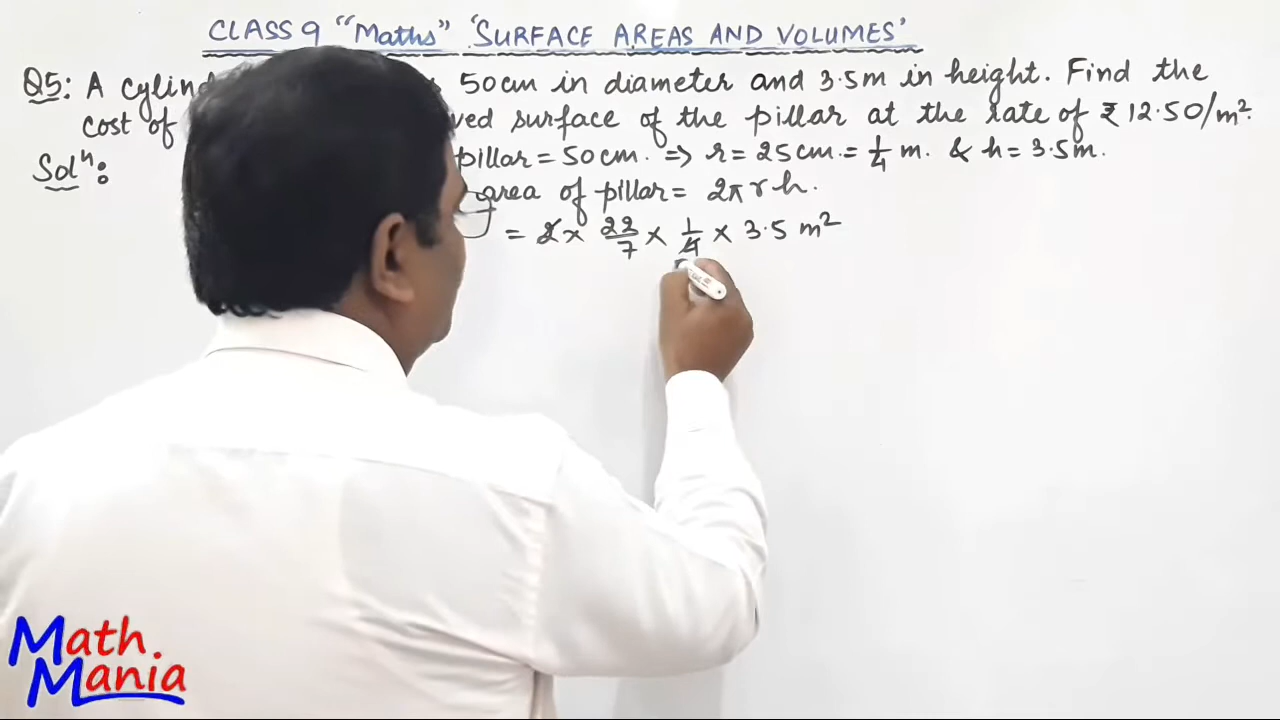 CLASS 9 "Maths" 'SURFACE AREAS AND VOLUMES'
Q5: A cylind 50cm in diameter and 3.5m in height. Find the
cost of ved surface of the pillar at the rate of ₹ 12.50/m².
Solⁿ: pillar = 50cm. => r = 25cm. = 1/4 m. & h = 3.5m.
area of pillar = 2πrh.
= 2 x 22/7 x 1/4 x 3.5 m²
Math
Mania